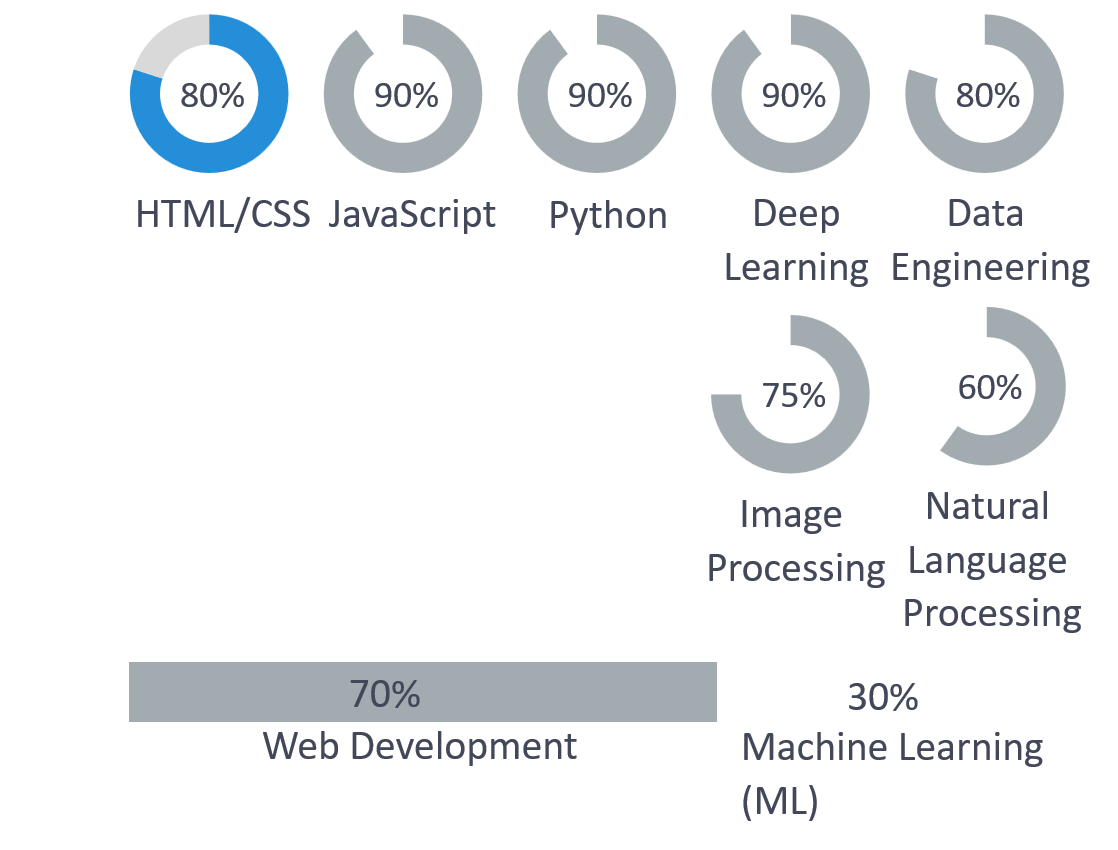 80% 90% 90% 90% 80%
HTML/CSS JavaScript Python Deep Learning Data Engineering
75% 60%
Image Processing Natural Language Processing
70% 30%
Web Development Machine Learning (ML)